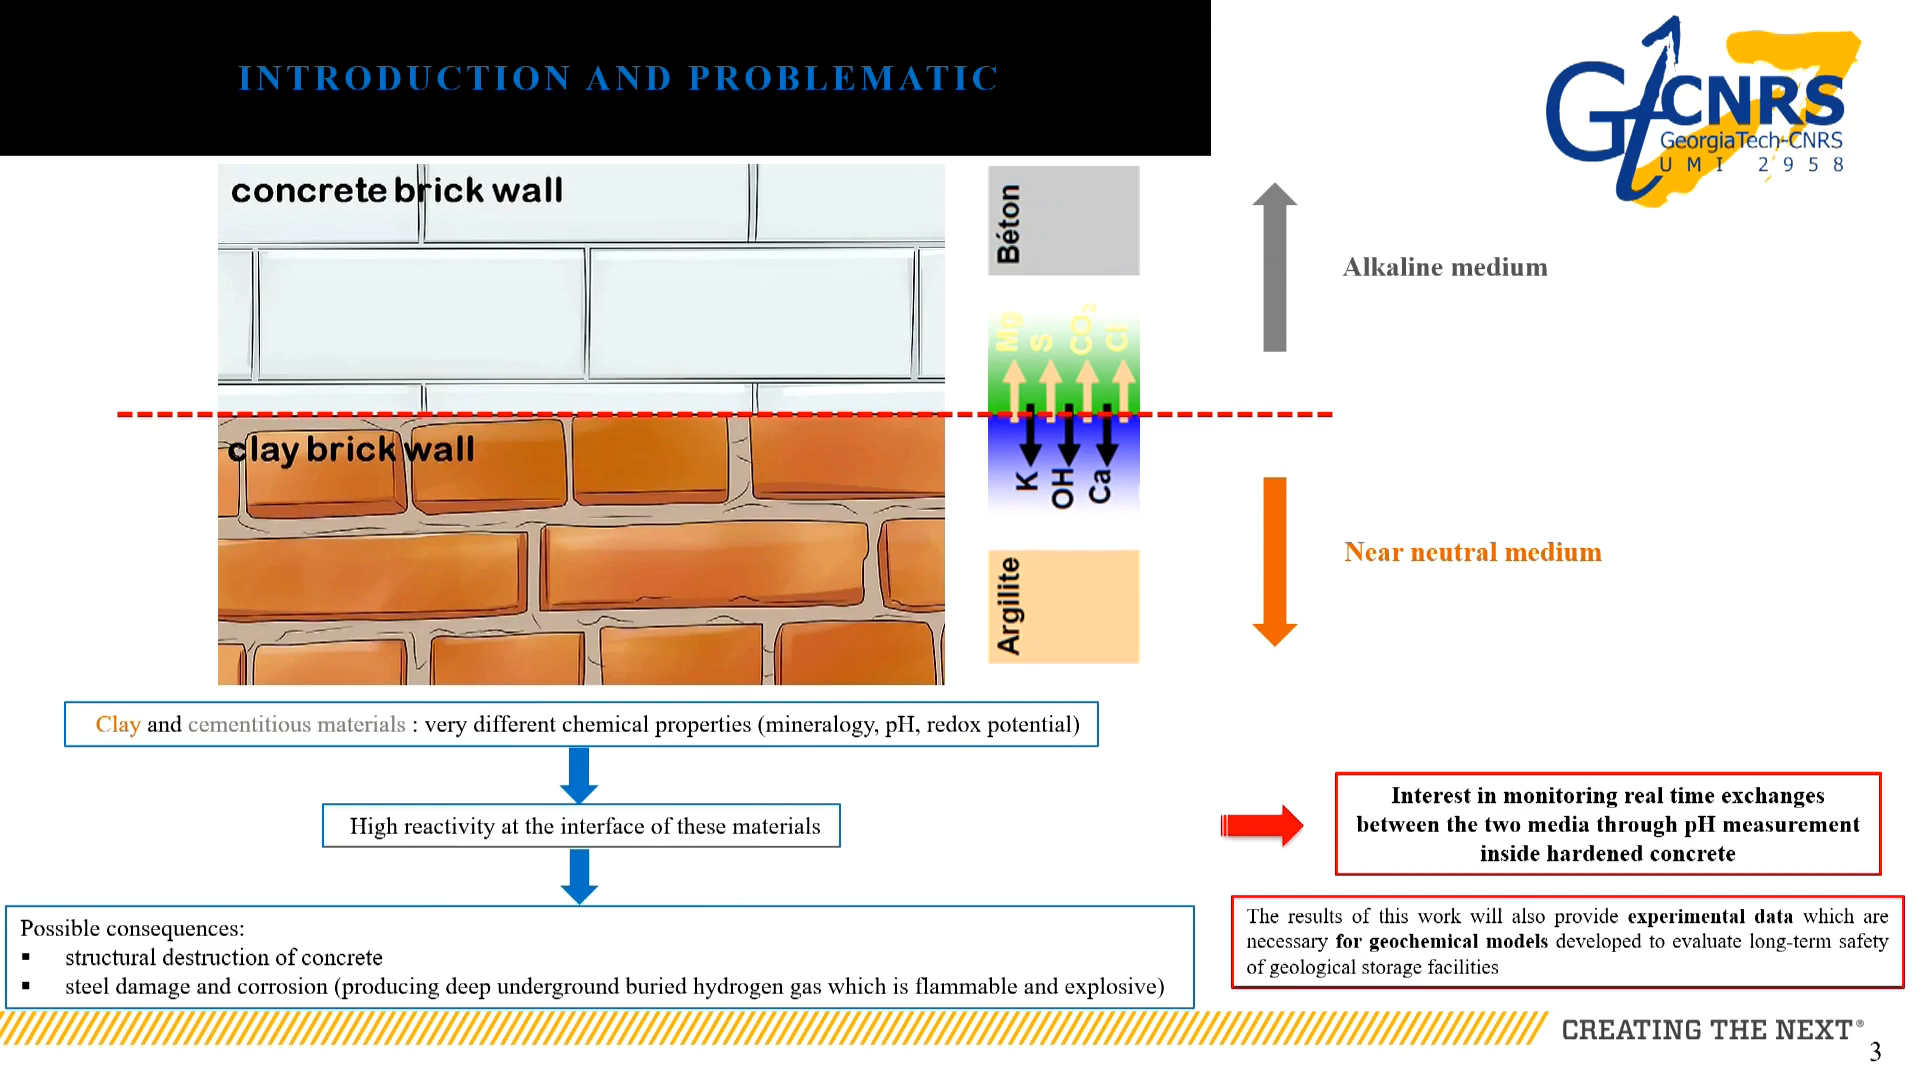 INTRODUCTION AND PROBLEMATIC
GtCNRS
GeorgiaTech-CNRS
UMI 2958
concrete brick wall
Béton
Alkaline medium
Mg
S
CO₂
Cl
clay brick wall
K
OH
Ca
Near neutral medium
Argilite
Clay and cementitious materials : very different chemical properties (mineralogy, pH, redox potential)
High reactivity at the interface of these materials
Possible consequences:
▪ structural destruction of concrete
▪ steel damage and corrosion (producing deep underground buried hydrogen gas which is flammable and explosive)
Interest in monitoring real time exchanges
between the two media through pH measurement
inside hardened concrete
The results of this work will also provide experimental data which are
necessary for geochemical models developed to evaluate long-term safety
of geological storage facilities
CREATING THE NEXT®
3